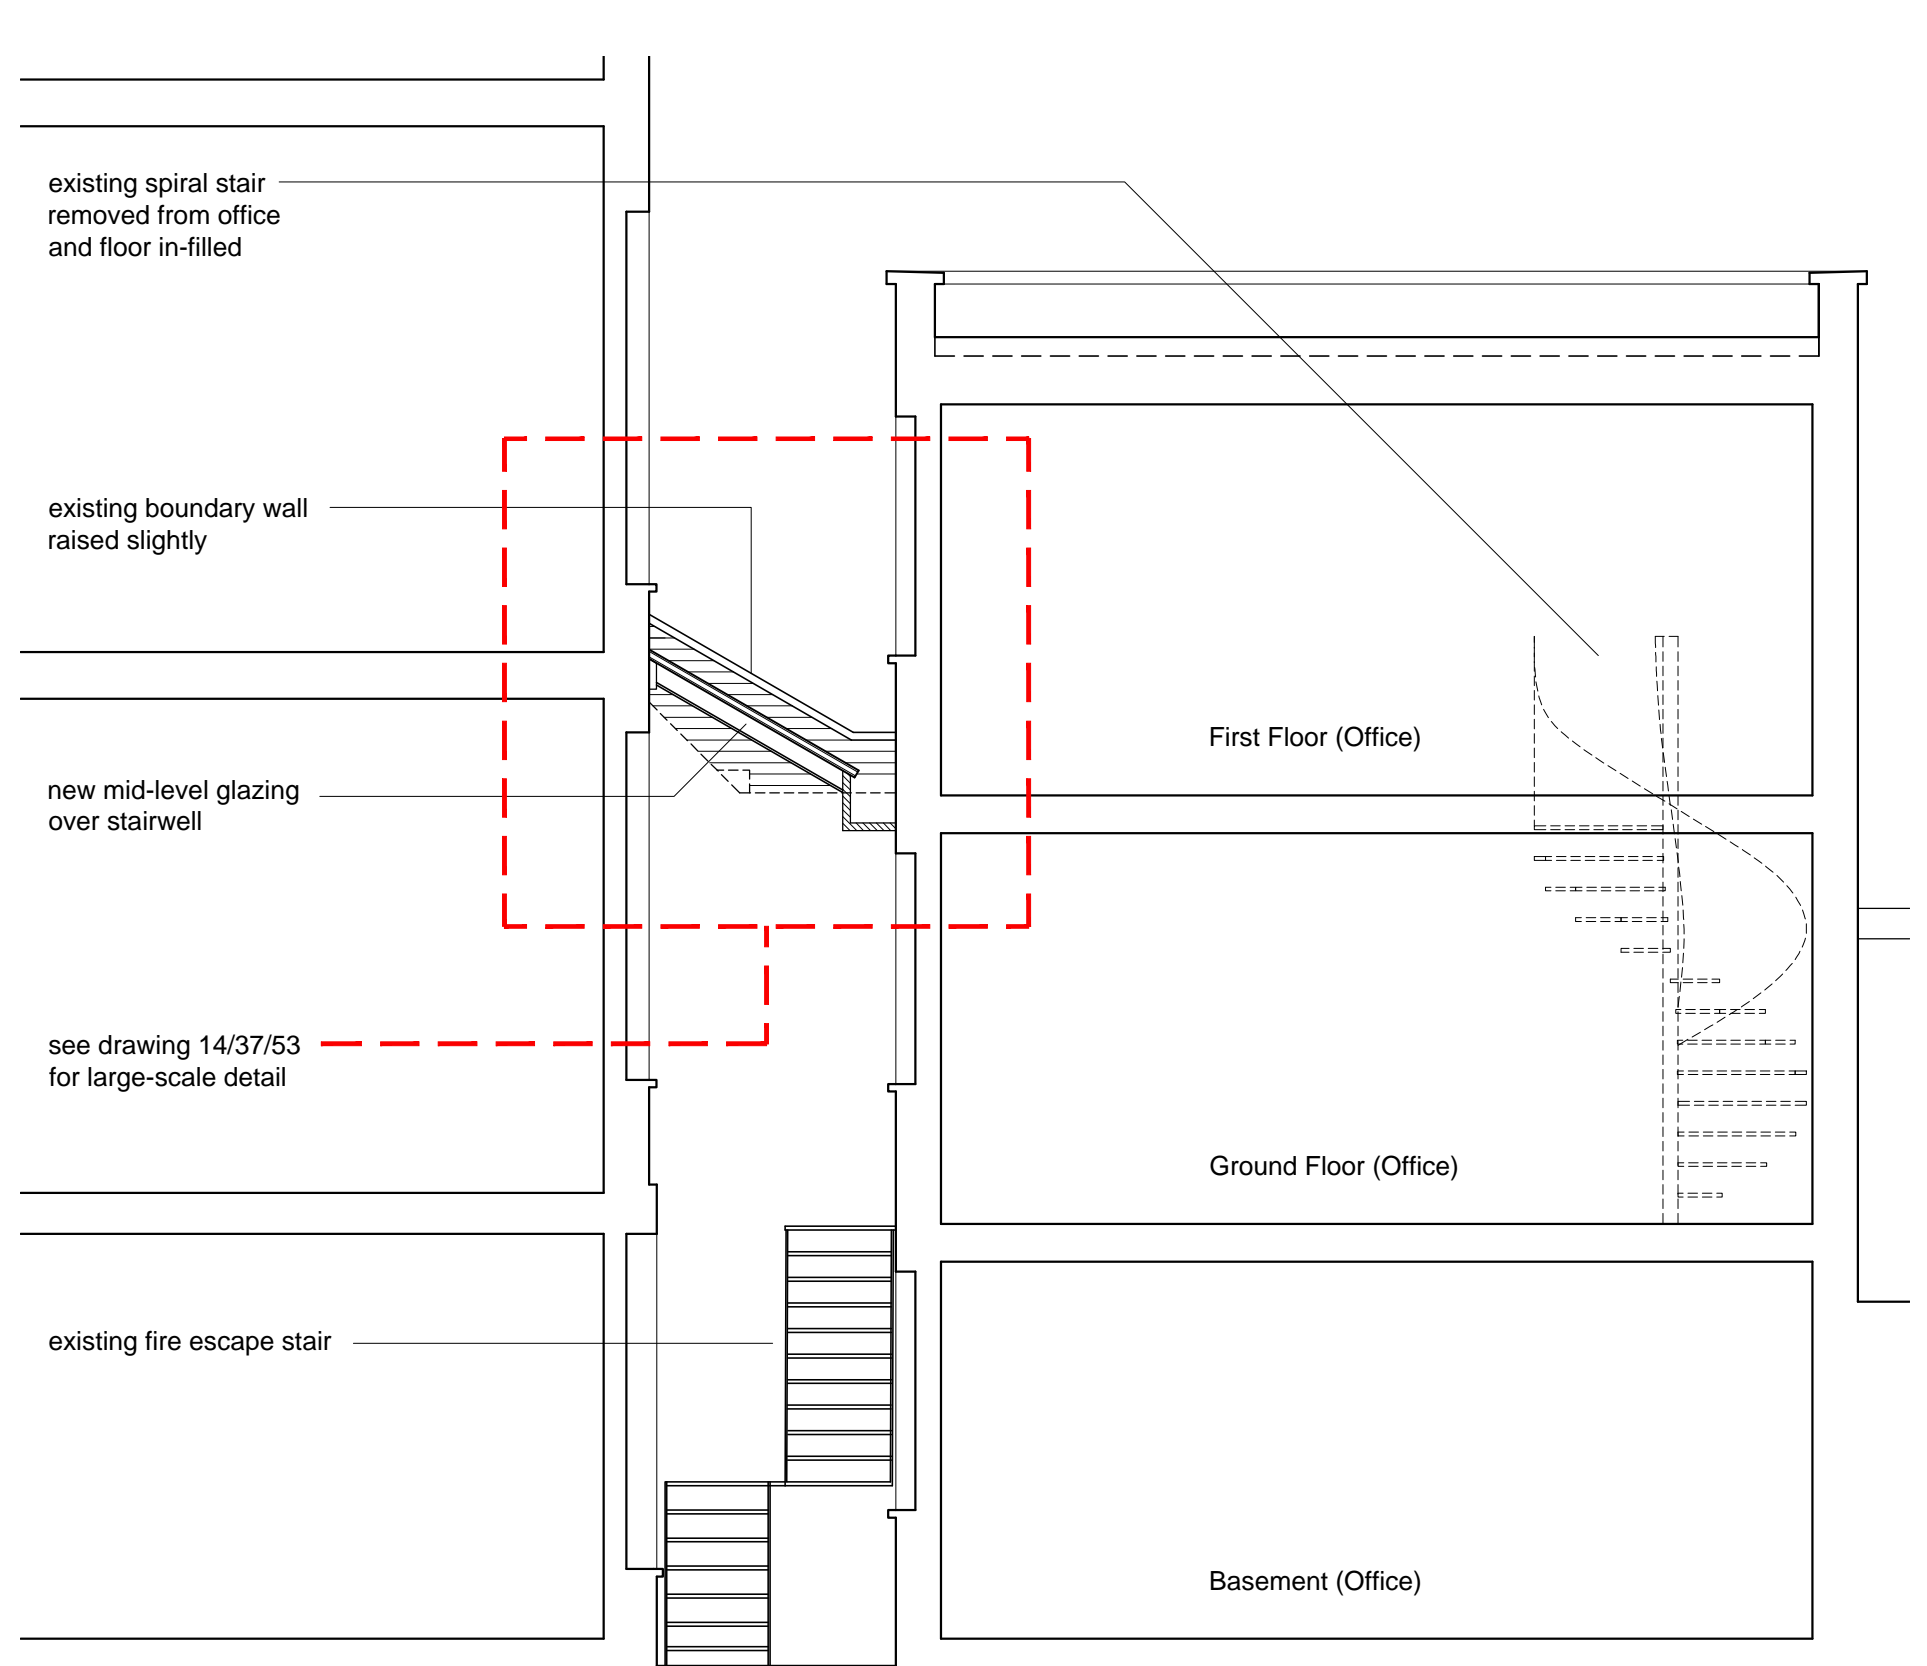 existing spiral stair
removed from office
and floor in-filled
existing boundary wall
raised slightly
First Floor (Office)
new mid-level glazing
over stairwell
see drawing 14/37/53
for large-scale detail
Ground Floor (Office)
existing fire escape stair
Basement (Office)